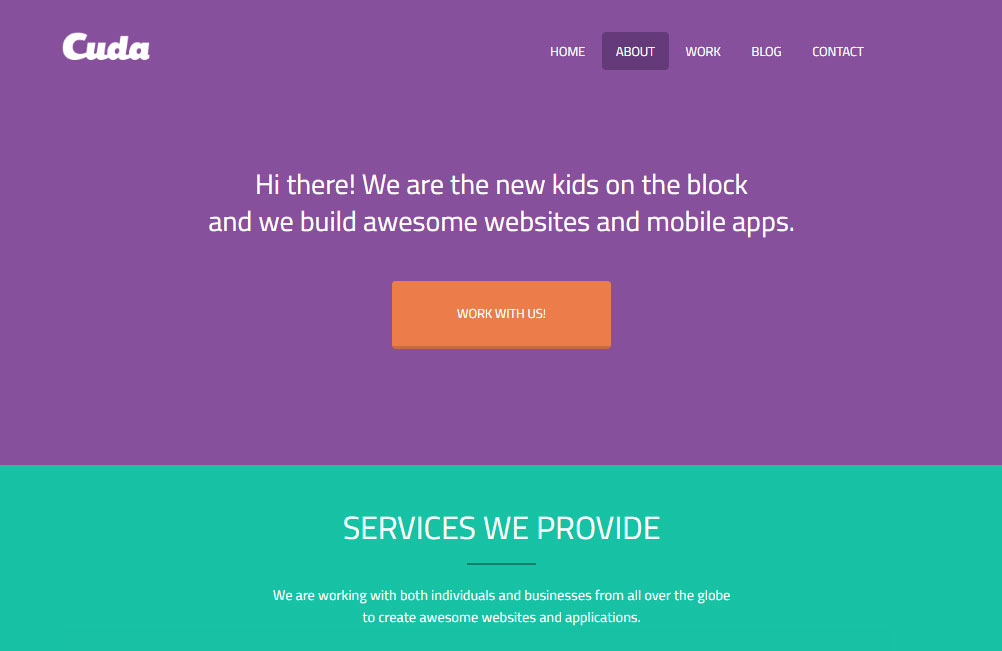 Cuda
HOME ABOUT WORK BLOG CONTACT
Hi there! We are the new kids on the block
and we build awesome websites and mobile apps.
WORK WITH US!
SERVICES WE PROVIDE
We are working with both individuals and businesses from all over the globe
to create awesome websites and applications.